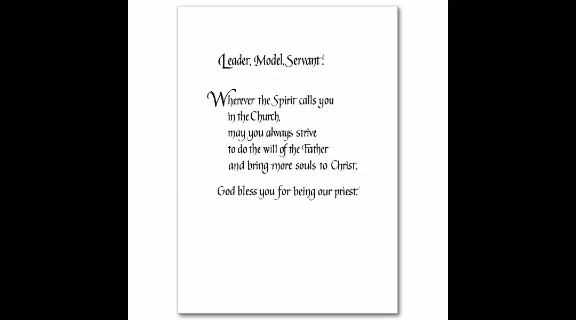 Leader, Model, Servant!
Wherever the Spirit calls you
in the Church,
may you always strive
to do the will of the Father
and bring more souls to Christ.
God bless you for being our priest.